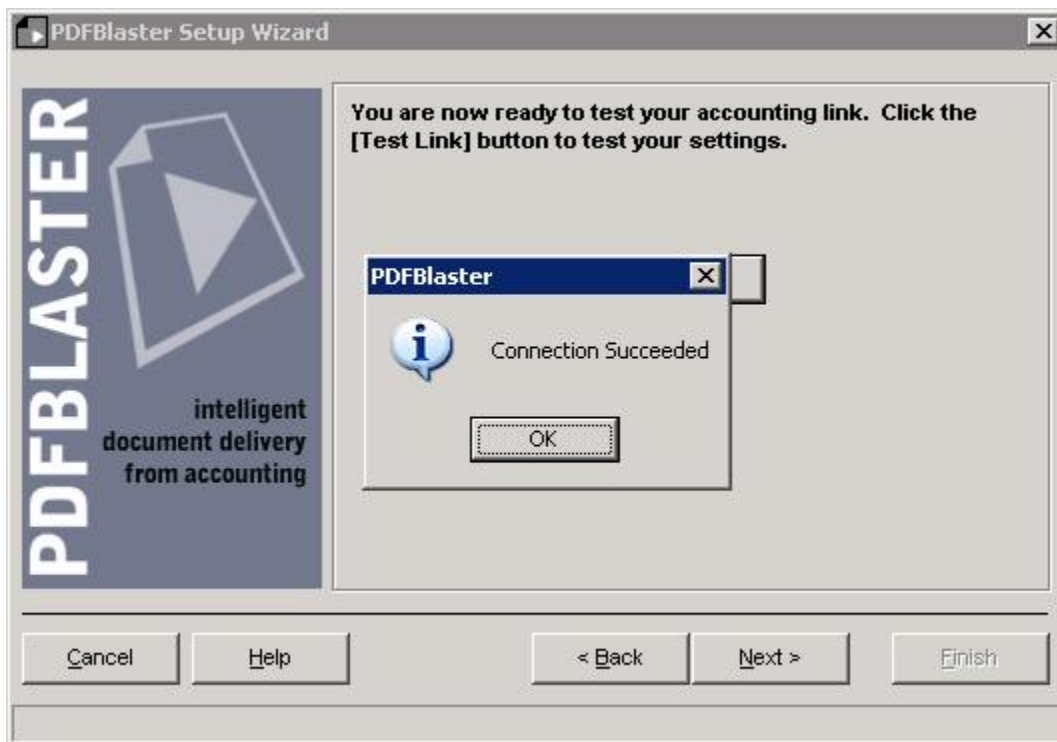 PDFBlaster Setup Wizard
PDFBLASTER
intelligent
document delivery
from accounting
You are now ready to test your accounting link.  Click the
[Test Link] button to test your settings.
PDFBlaster
Connection Succeeded
OK
Cancel
Help
< Back
Next >
Finish